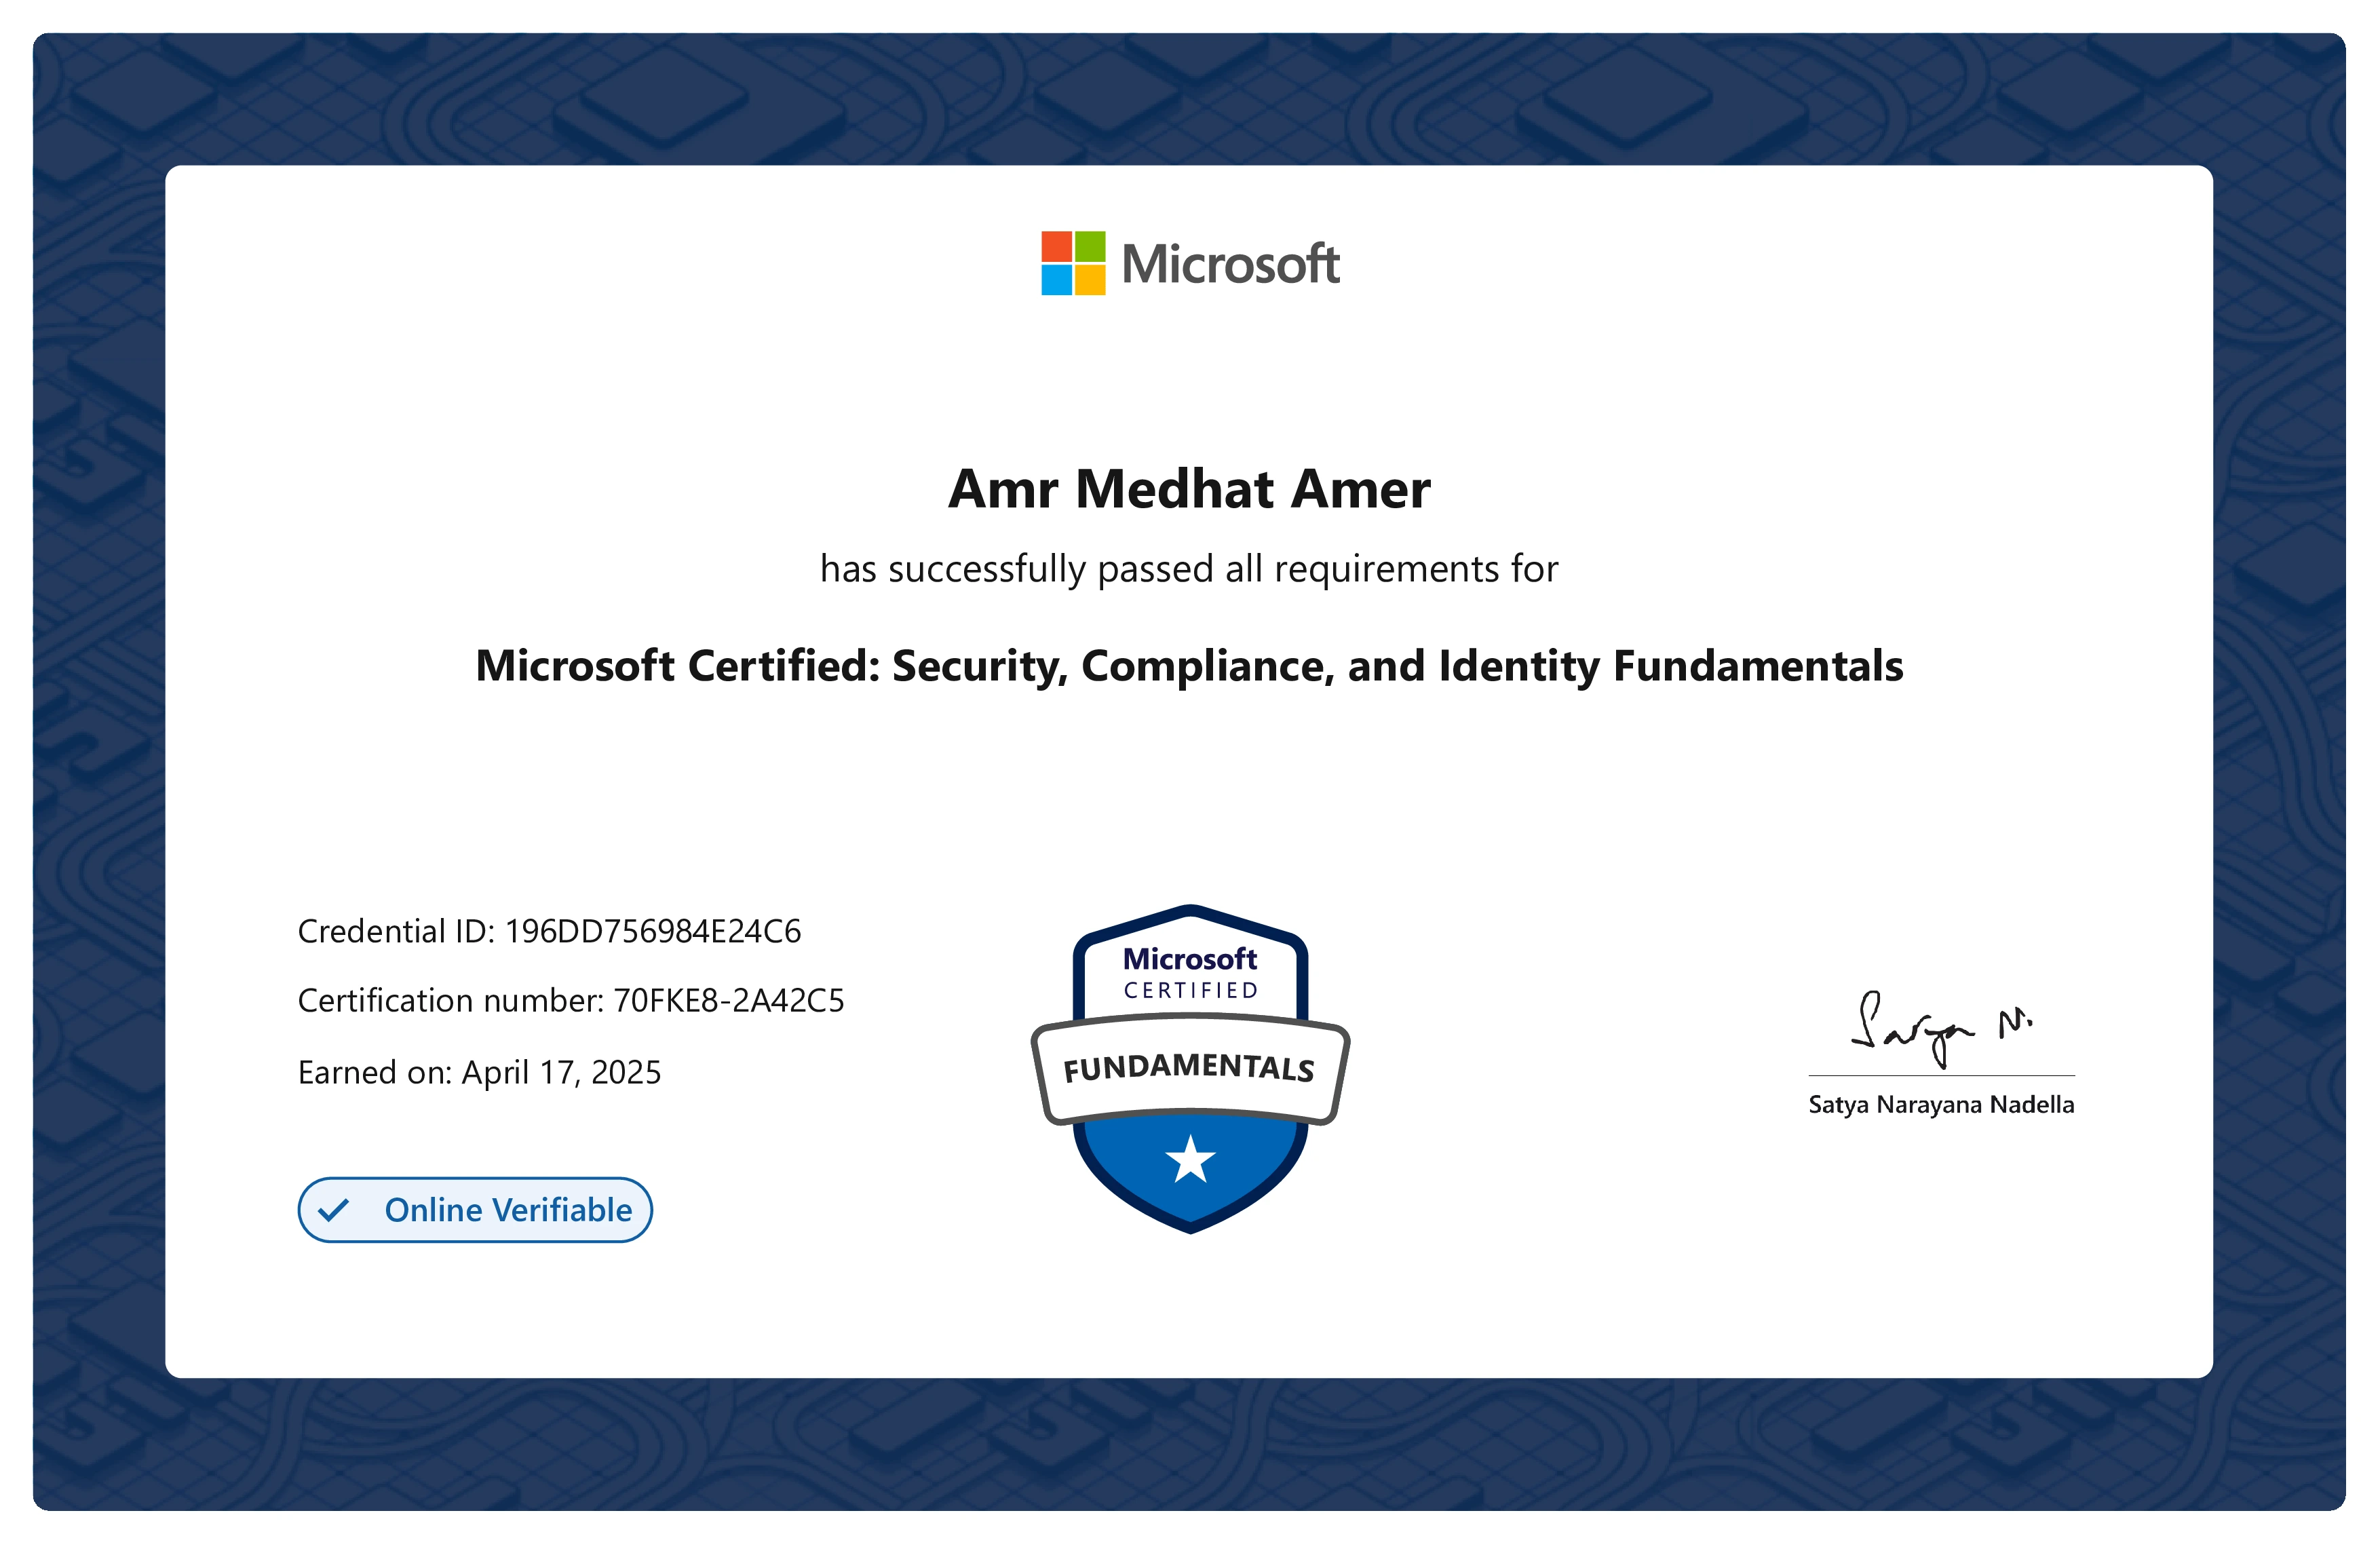 Microsoft
Amr Medhat Amer
has successfully passed all requirements for
Microsoft Certified: Security, Compliance, and Identity Fundamentals
Credential ID: 196DD756984E24C6
Certification number: 70FKE8-2A42C5
Earned on: April 17, 2025
Online Verifiable
Microsoft
CERTIFIED
FUNDAMENTALS
Satya N.
Satya Narayana Nadella